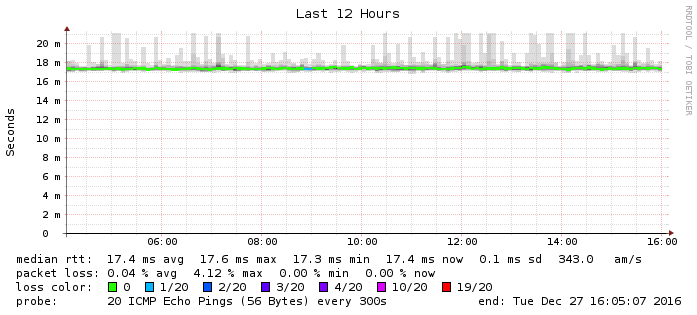 Last 12 Hours
RRDTOOL / TOBI OETIKER
Seconds
20 m
18 m
16 m
14 m
12 m
10 m
8 m
6 m
4 m
2 m
0
06:00 08:00 10:00 12:00 14:00 16:00
median rtt: 17.4 ms avg 17.6 ms max 17.3 ms min 17.4 ms now 0.1 ms sd 343.0 am/s
packet loss: 0.04 % avg 4.12 % max 0.00 % min 0.00 % now
loss color: 0 1/20 2/20 3/20 4/20 10/20 19/20
probe: 20 ICMP Echo Pings (56 Bytes) every 300s end: Tue Dec 27 16:05:07 2016